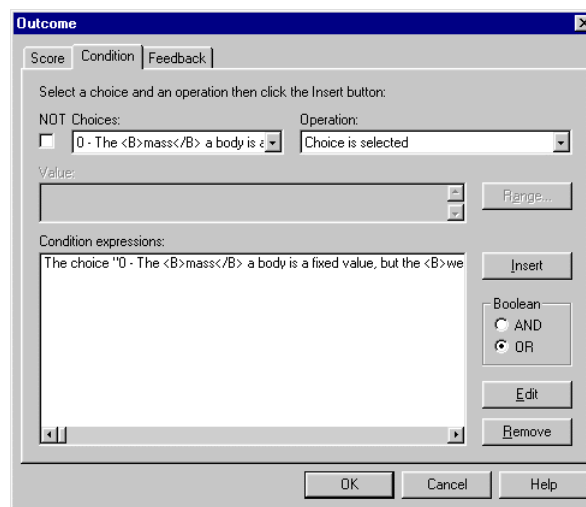 Outcome
Score Condition Feedback
Select a choice and an operation then click the Insert button:
NOT Choices: Operation:
0 - The <B>mass</B> a body is a Choice is selected
Value:
Range...
Condition expressions:
The choice "0 - The <B>mass</B> a body is a fixed value, but the <B>we
Insert
Boolean
AND
OR
Edit
Remove
OK Cancel Help